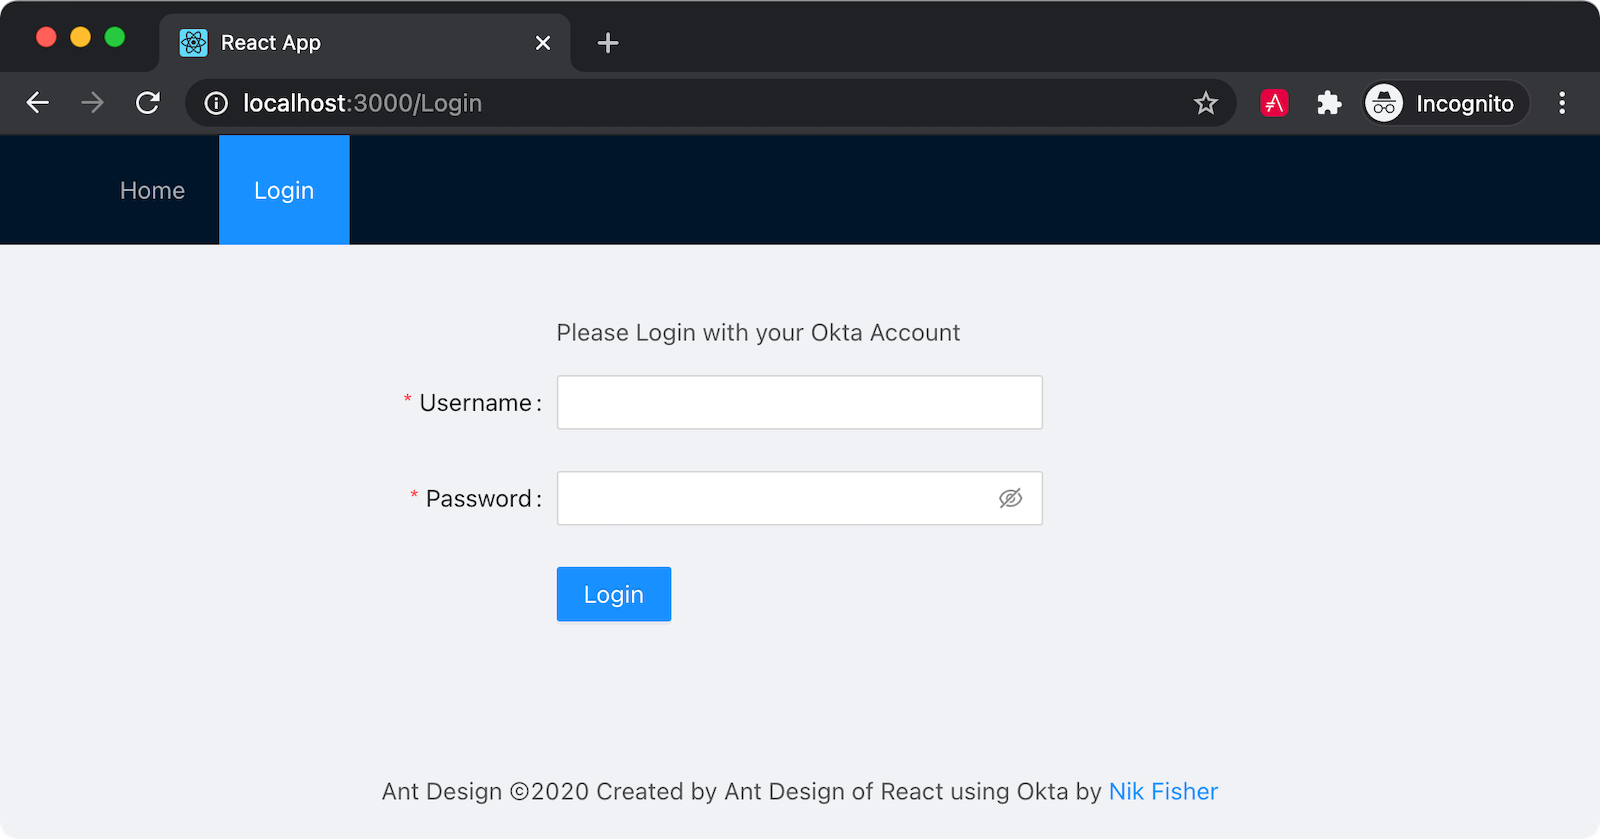 React App
localhost:3000/Login
Incognito
Home
Login
Please Login with your Okta Account
* Username:
* Password:
Login
Ant Design ©2020 Created by Ant Design of React using Okta by Nik Fisher